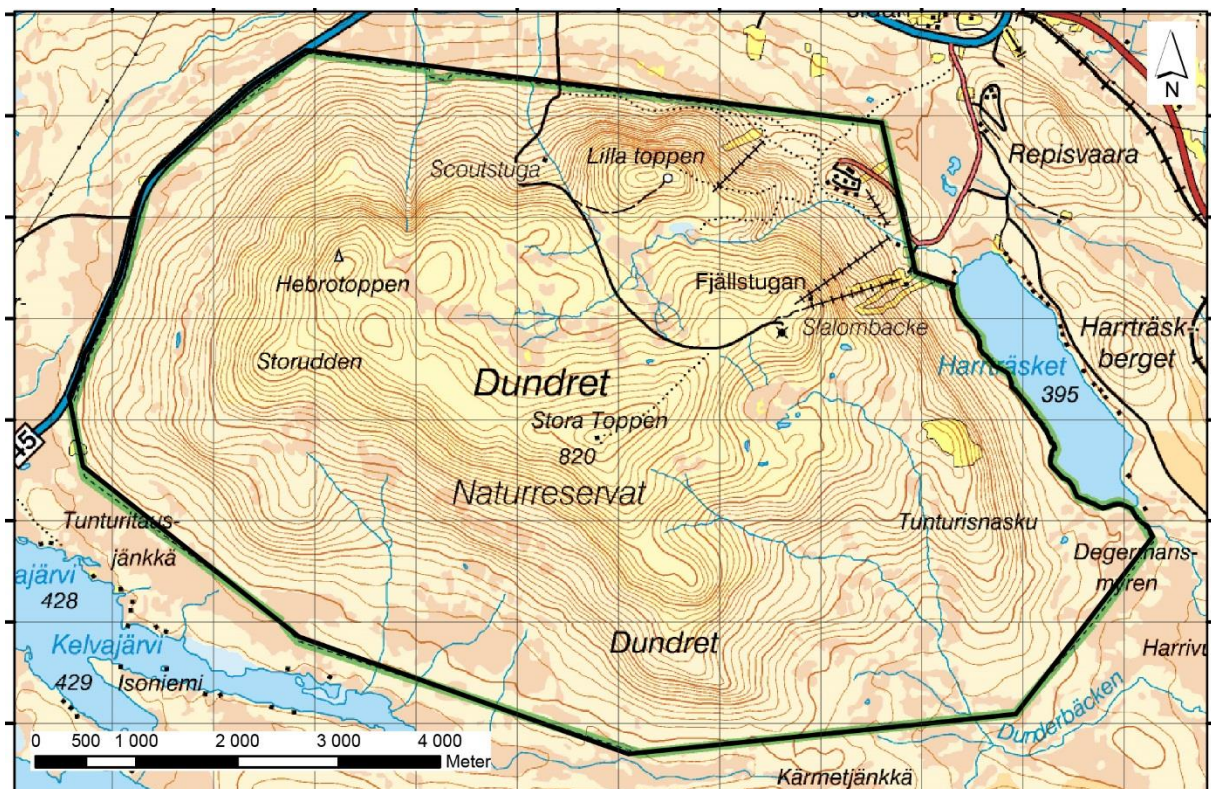 N
Repisvaara
Lilla toppen
Scoutstuga
Hebrotoppen
Fjällstugan
Slalombacke
Harrträsk-
berget
Harrträsket
395
Storudden
Dundret
Stora Toppen
820
Naturreservat
45
Tunturitaus-
jänkkä
Tunturisnasku
Degermans-
myren
ajärvi
428
Kelvajärvi
429
Isoniemi
Dundret
Harrivu
Dunderbäcken
Kärmetjänkkä
0 500 1 000 2 000 3 000 4 000
Meter